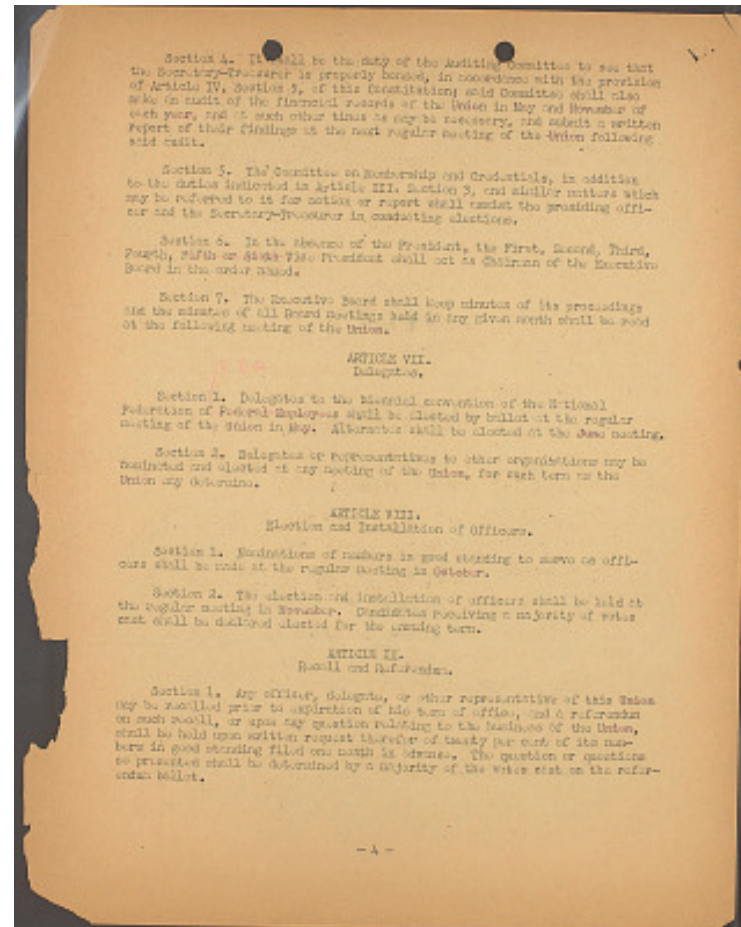 Section 4. It shall be the duty of the Auditing Committee to see that
the Secretary-Treasurer is properly bonded, in accordance with the provision
of Article IV, Section 5, of this Constitution; said Committee shall also
make an audit of the financial records of the Union in May and November of
each year, and at such other times as may be necessary, and submit a written
report of their findings at the next regular meeting of the Union following
said audit.
Section 5. The Committee on Membership and Credentials, in addition
to the duties indicated in Article III. Section 3, and similar matters which
may be referred to it for action or report shall assist the presiding offi-
cer and the Secretary-Treasurer in conducting elections.
Section 6. In the absence of the President, the First, Second, Third,
Fourth, Fifth or Sixth Vice President shall act as Chairman of the Executive
Board in the order named.
Section 7. The Executive Board shall keep minutes of its proceedings
and the minutes of all Board meetings held in any given month shall be read
at the following meeting of the Union.
ARTICLE VII.
Delegates.
Section 1. Delegates to the biennial convention of the National
Federation of Federal Employees shall be elected by ballot at the regular
meeting of the Union in May. Alternates shall be elected at the June meeting.
Section 2. Delegates or representatives to other organizations may be
nominated and elected at any meeting of the Union, for such term as the
Union may determine.
ARTICLE VIII.
Election and Installation of Officers.
Section 1. Nominations of members in good standing to serve as offi-
cers shall be made at the regular meeting in October.
Section 2. The election and installation of officers shall be held at
the regular meeting in November. Candidates receiving a majority of votes
cast shall be declared elected for the ensuing term.
ARTICLE IX.
Recall and Referendum.
Section 1. Any officer, delegate, or other representative of this Union
may be recalled prior to expiration of his term of office, and a referendum
on such recall, or upon any question relating to the business of the Union,
shall be held upon written request therefor of twenty per cent of its mem-
bers in good standing filed one month in advance. The question or questions
so presented shall be determined by a majority of the votes cast on the refer-
endum ballot.
- 4 -